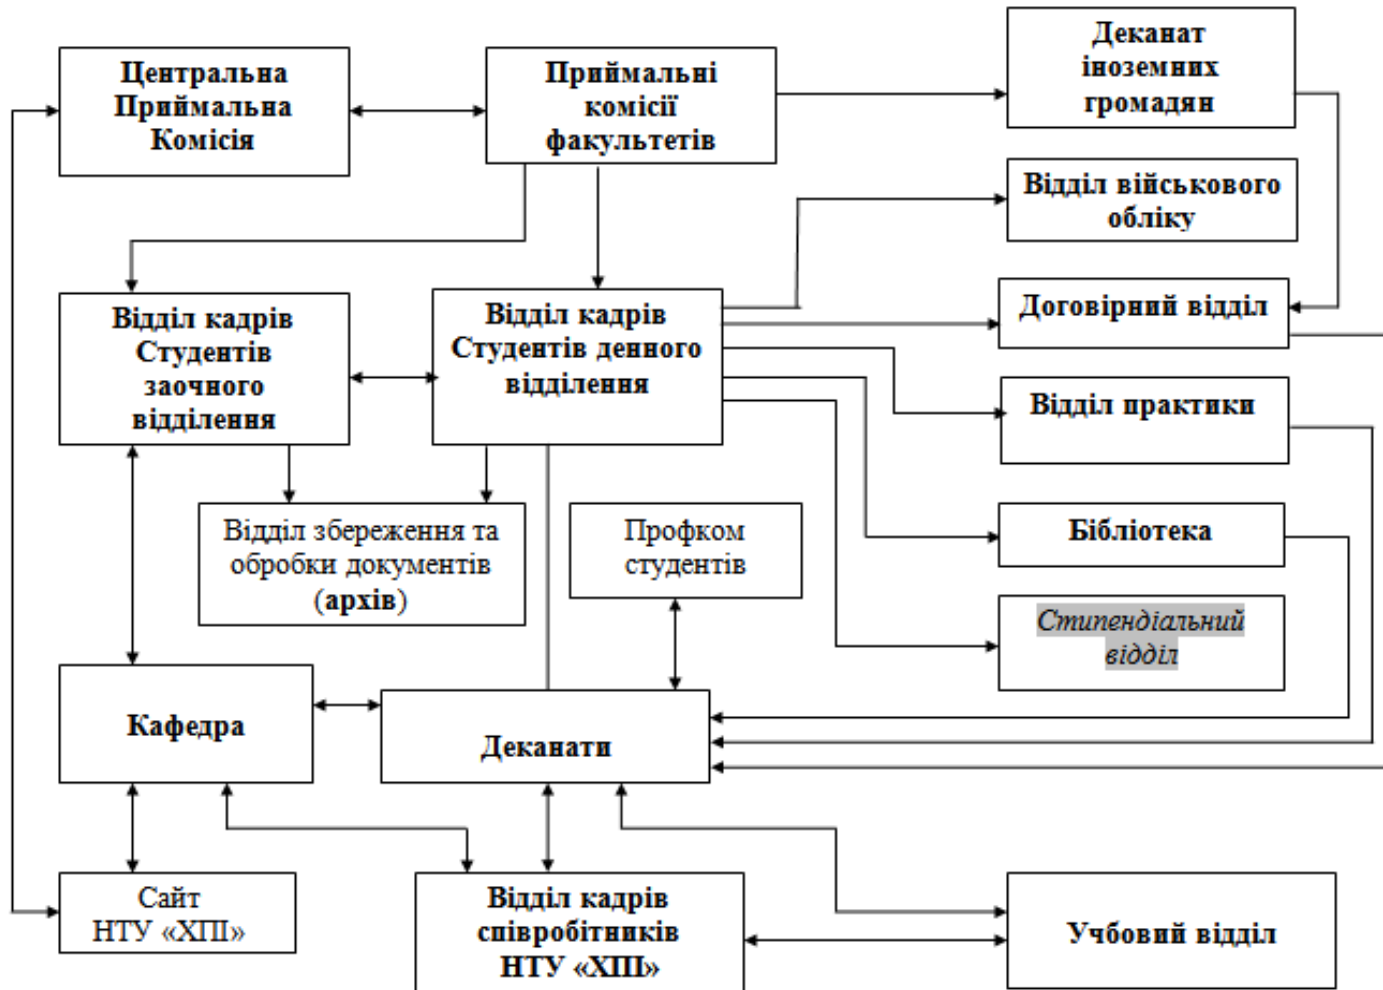 Центральна
Приймальна
Комісія
Приймальні
комісії
факультетів
Деканат
іноземних
громадян
Відділ військового
обліку
Відділ кадрів
Студентів
заочного
відділення
Відділ кадрів
Студентів денного
відділення
Договірний відділ
Відділ практики
Відділ збереження та
обробки документів
(архів)
Профком
студентів
Бібліотека
Стипендіальний
відділ
Кафедра
Деканати
Сайт
НТУ «ХПІ»
Відділ кадрів
співробітників
НТУ «ХПІ»
Учбовий відділ